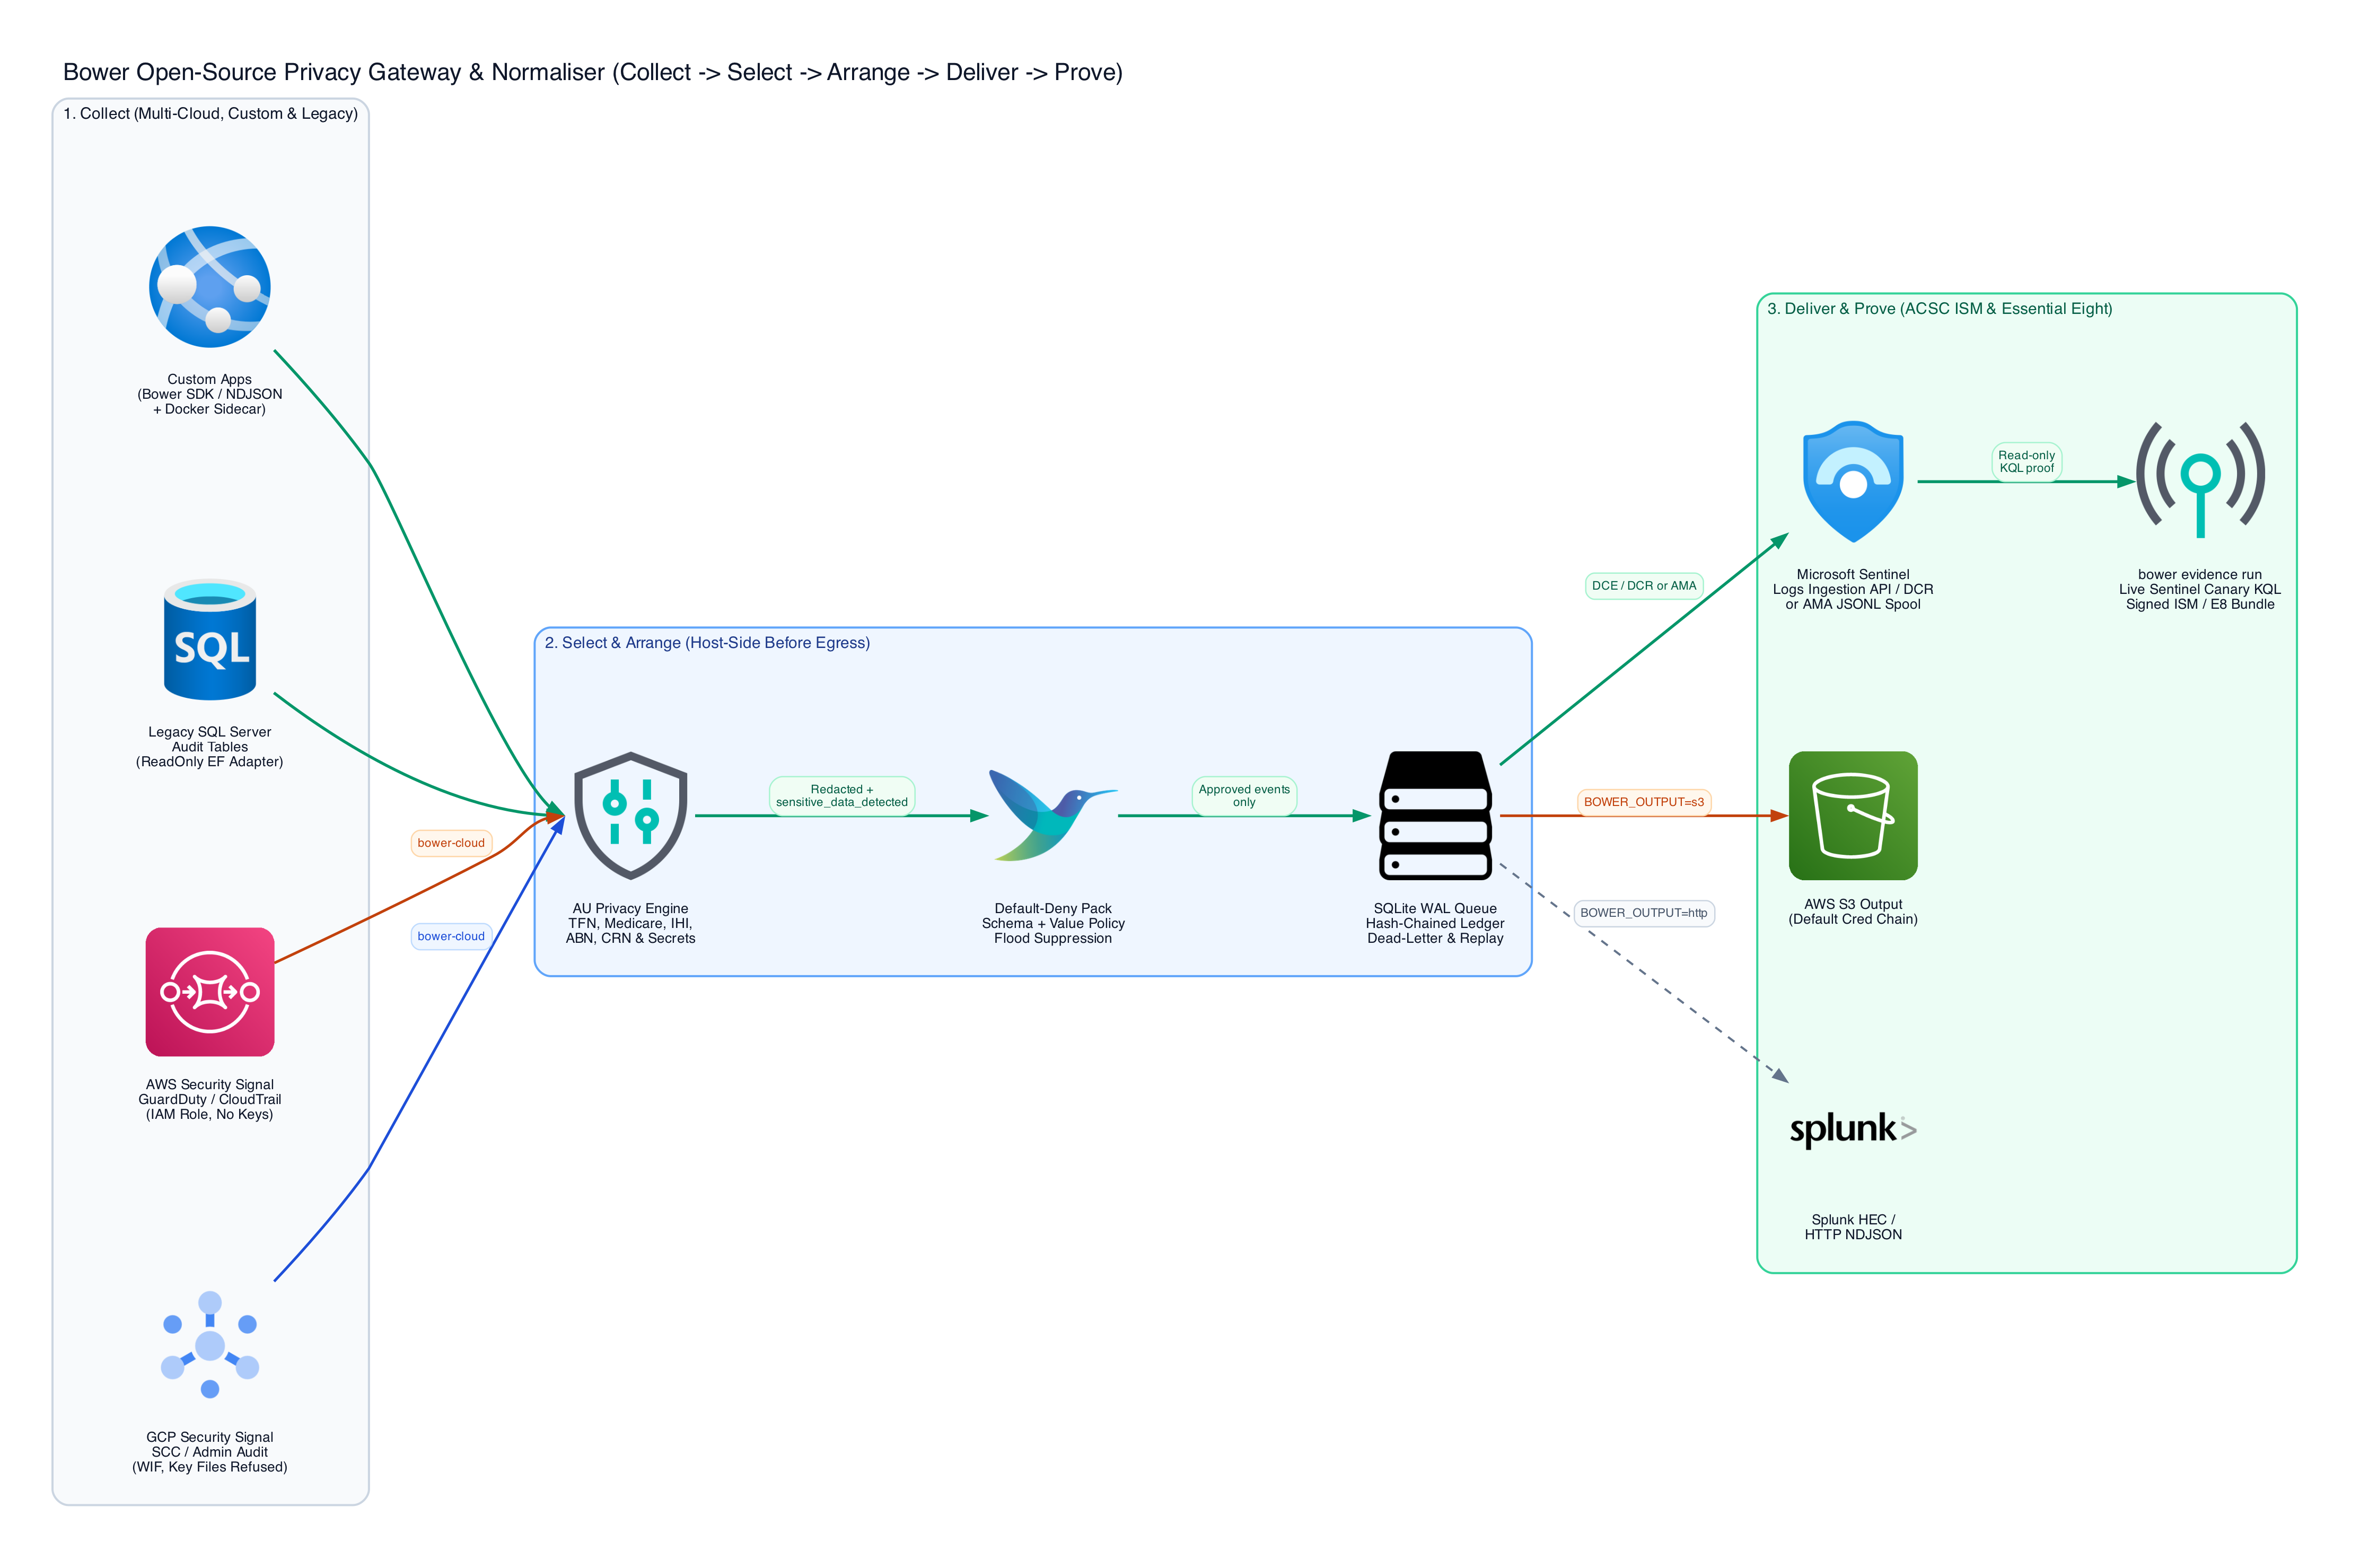 Bower Open-Source Privacy Gateway & Normaliser (Collect -> Select -> Arrange -> Deliver -> Prove)
1. Collect (Multi-Cloud, Custom & Legacy)
Custom Apps
(Bower SDK / NDJSON
+ Docker Sidecar)
SQL
Legacy SQL Server
Audit Tables
(ReadOnly EF Adapter)
AWS Security Signal
GuardDuty / CloudTrail
(IAM Role, No Keys)
GCP Security Signal
SCC / Admin Audit
(WIF, Key Files Refused)
bower-cloud
bower-cloud
2. Select & Arrange (Host-Side Before Egress)
AU Privacy Engine
TFN, Medicare, IHI,
ABN, CRN & Secrets
Redacted +
sensitive_data_detected
Default-Deny Pack
Schema + Value Policy
Flood Suppression
Approved events
only
SQLite WAL Queue
Hash-Chained Ledger
Dead-Letter & Replay
DCE / DCR or AMA
BOWER_OUTPUT=s3
BOWER_OUTPUT=http
3. Deliver & Prove (ACSC ISM & Essential Eight)
Microsoft Sentinel
Logs Ingestion API / DCR
or AMA JSONL Spool
Read-only
KQL proof
bower evidence run
Live Sentinel Canary KQL
Signed ISM / E8 Bundle
AWS S3 Output
(Default Cred Chain)
splunk>
Splunk HEC /
HTTP NDJSON